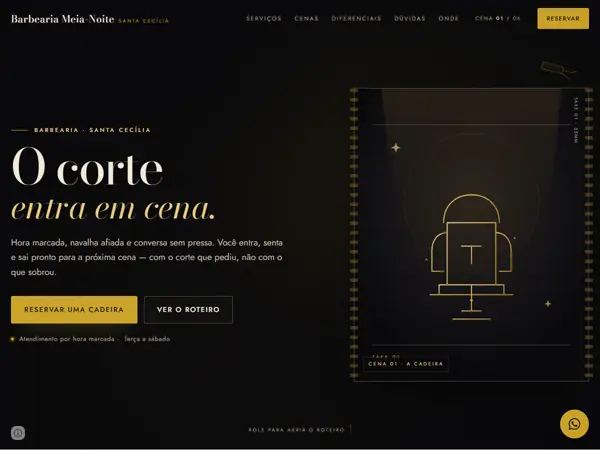 Barbearia Meia-Noite SANTA CECÍLIA
SERVIÇOS CENAS DIFERENCIAIS DÚVIDAS ONDE
CENA 01 / 06
RESERVAR
BARBEARIA · SANTA CECÍLIA
O corte
entra em cena.
Hora marcada, navalha afiada e conversa sem pressa. Você entra, senta
e sai pronto para a próxima cena — com o corte que pediu, não com o
que sobrou.
RESERVAR UMA CADEIRA
VER O ROTEIRO
Atendimento por hora marcada · Terça a sábado
CENA 01 · A CADEIRA
ROLE PARA ABRIR O ROTEIRO